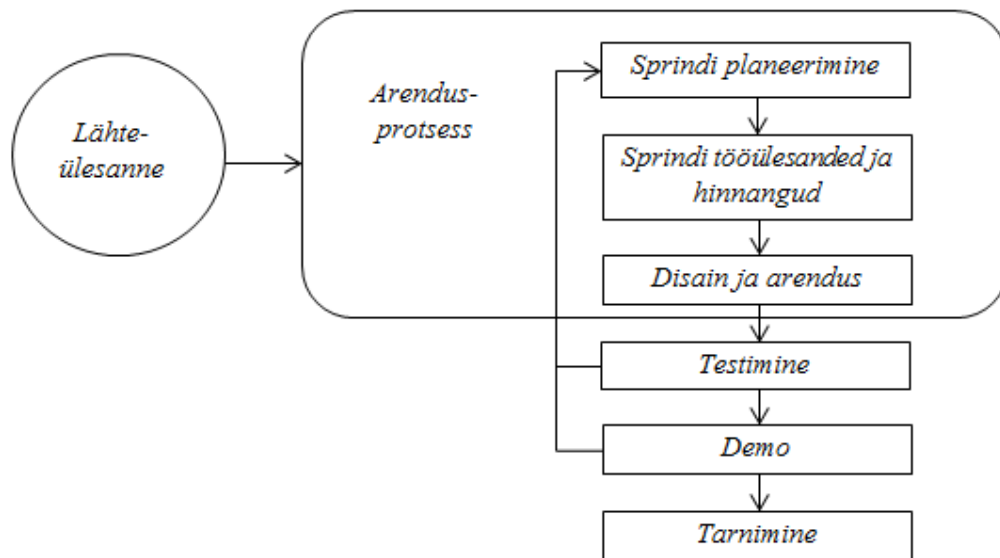 Lähte-
ülesanne
Arendus-
protsess
Sprindi planeerimine
Sprindi tööülesanded ja
hinnangud
Disain ja arendus
Testimine
Demo
Tarnimine